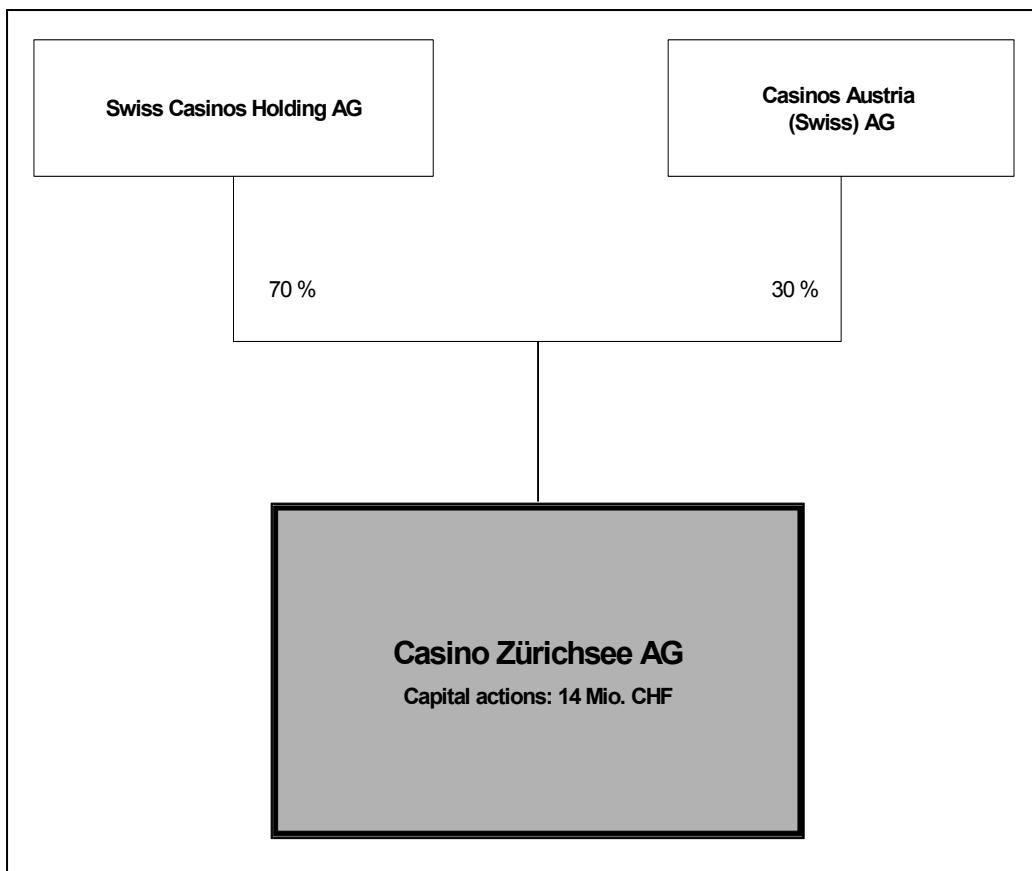 Swiss Casinos Holding AG
Casinos Austria
(Swiss) AG
70 %
30 %
Casino Zürichsee AG
Capital actions: 14 Mio. CHF